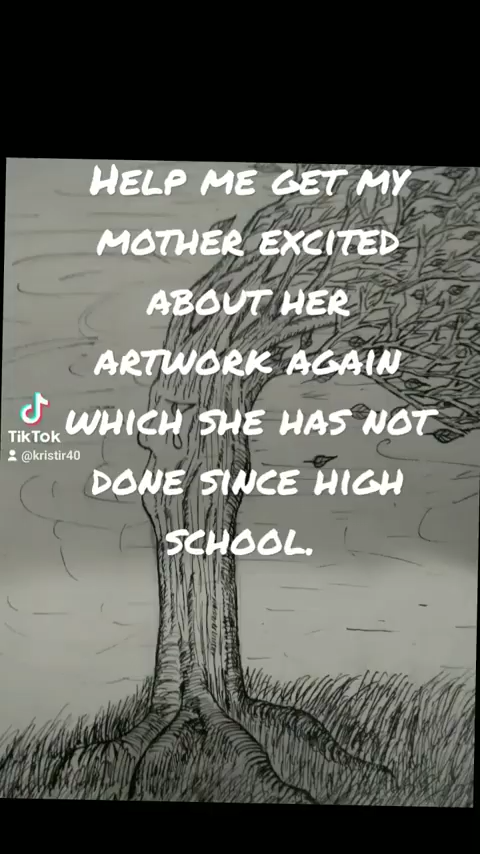 HELP ME GET MY
MOTHER EXCITED
ABOUT HER
ARTWORK AGAIN
WHICH SHE HAS NOT
DONE SINCE HIGH
SCHOOL.
TikTok
@kristir40